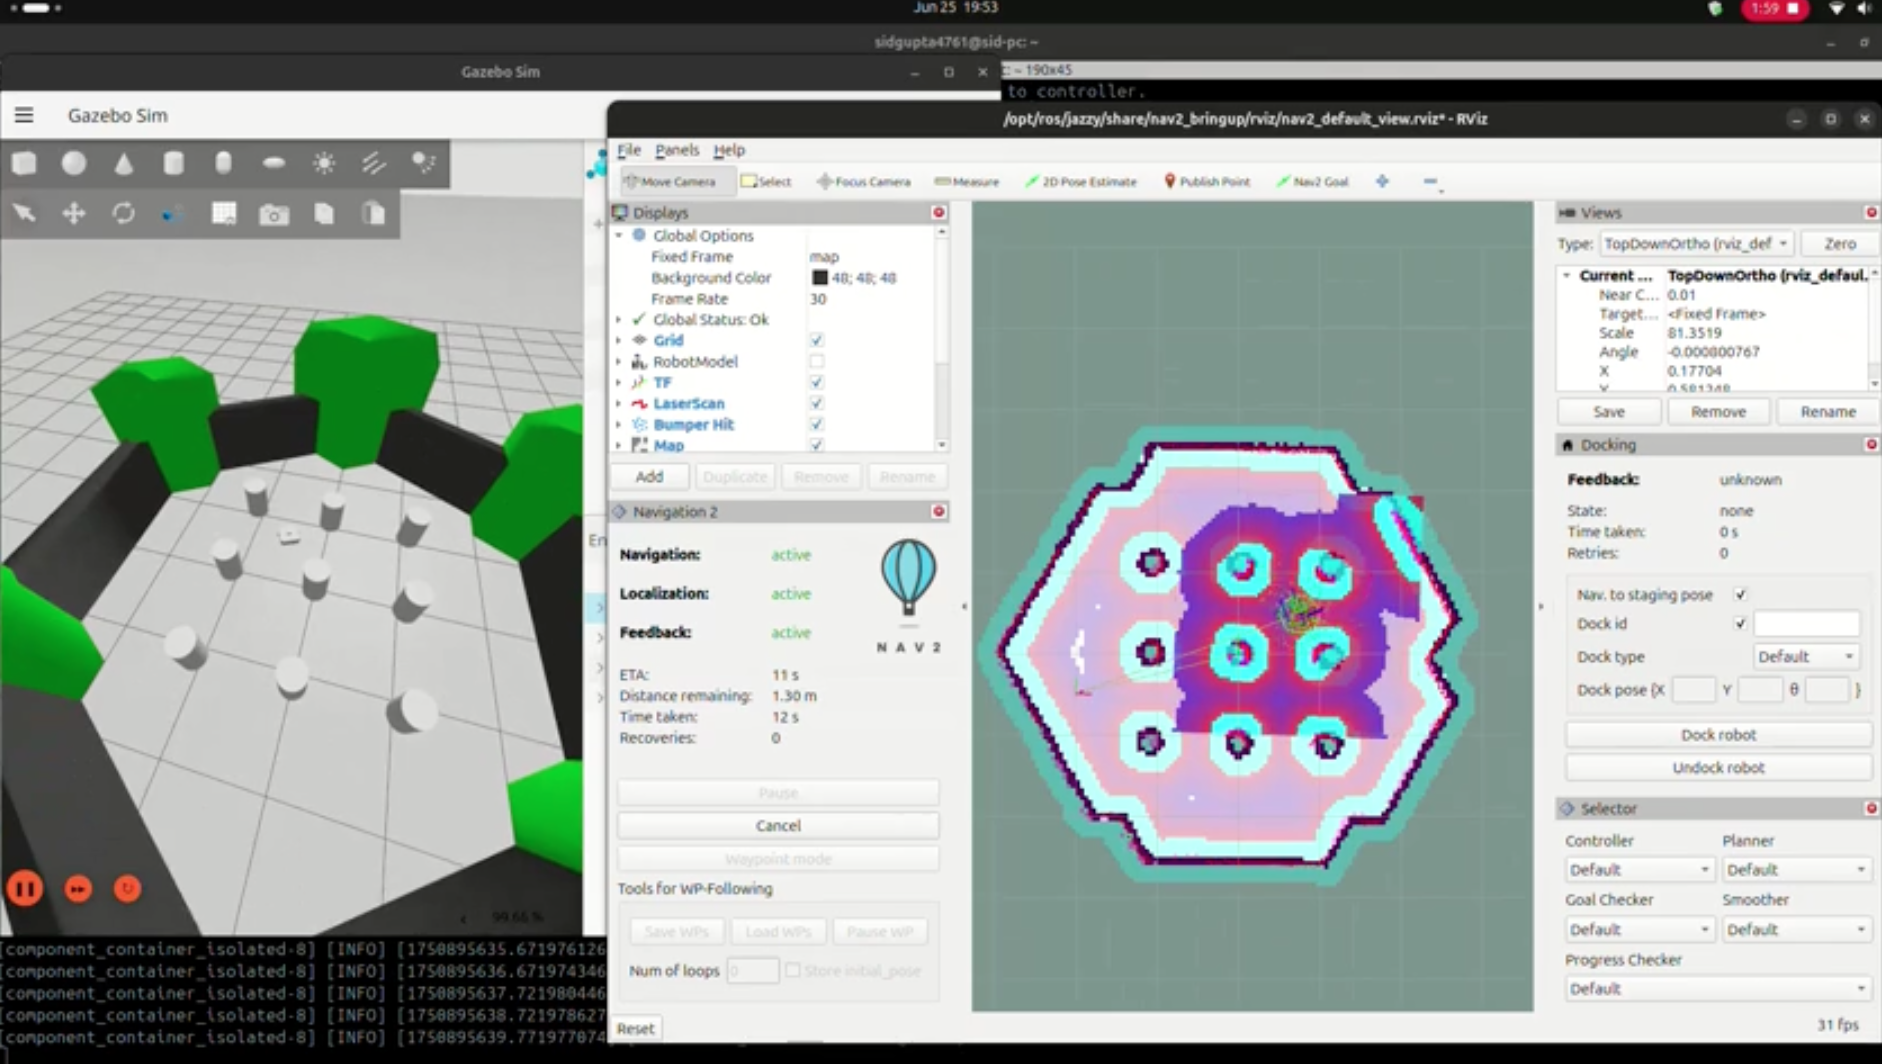 Jun 25 19:53
1:59
sidgupta4761@sid-pc: ~
Gazebo Sim
c: ~ 190x45
to controller.
Gazebo Sim
/opt/ros/jazzy/share/nav2_bringup/rviz/nav2_default_view.rviz* - RViz
File Panels Help
Move Camera Select Focus Camera Measure 2D Pose Estimate Publish Point Nav2 Goal
Displays
Global Options
Fixed Frame map
Background Color 48; 48; 48
Frame Rate 30
Global Status: Ok
Grid
RobotModel
TF
LaserScan
Bumper Hit
Map
Add Duplicate Remove Rename
Navigation 2
Navigation: active
Localization: active
Feedback: active
NAV2
ETA: 11 s
Distance remaining: 1.30 m
Time taken: 12 s
Recoveries: 0
Pause
Cancel
Waypoint mode
Tools for WP-Following
Save WPs Load WPs Pause WP
Num of loops 0 Store initial_pose
Reset
Views
Type: TopDownOrtho (rviz_def Zero
Current ... TopDownOrtho (rviz_defaul...
Near C... 0.01
Target... <Fixed Frame>
Scale 81.3519
Angle -0.000800767
X 0.17704
Y 0.581248
Save Remove Rename
Docking
Feedback: unknown
State: none
Time taken: 0 s
Retries: 0
Nav. to staging pose
Dock id
Dock type Default
Dock pose {X Y θ }
Dock robot
Undock robot
Selector
Controller Planner
Default Default
Goal Checker Smoother
Default Default
Progress Checker
Default
31 fps
En
99.66 %
[component_container_isolated-8] [INFO] [1750895635.671976126
[component_container_isolated-8] [INFO] [1750895636.671974346
[component_container_isolated-8] [INFO] [1750895637.721980446
[component_container_isolated-8] [INFO] [1750895638.721978627
[component_container_isolated-8] [INFO] [1750895639.771977074